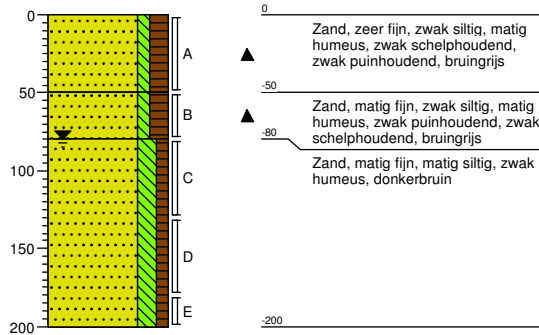 0
50
100
150
200
A
B
C
D
E
0
Zand, zeer fijn, zwak siltig, matig
humeus, zwak schelphoudend,
zwak puinhoudend, bruingrijs
-50
Zand, matig fijn, zwak siltig, matig
humeus, zwak puinhoudend, zwak
schelphoudend, bruingrijs
-80
Zand, matig fijn, matig siltig, zwak
humeus, donkerbruin
-200